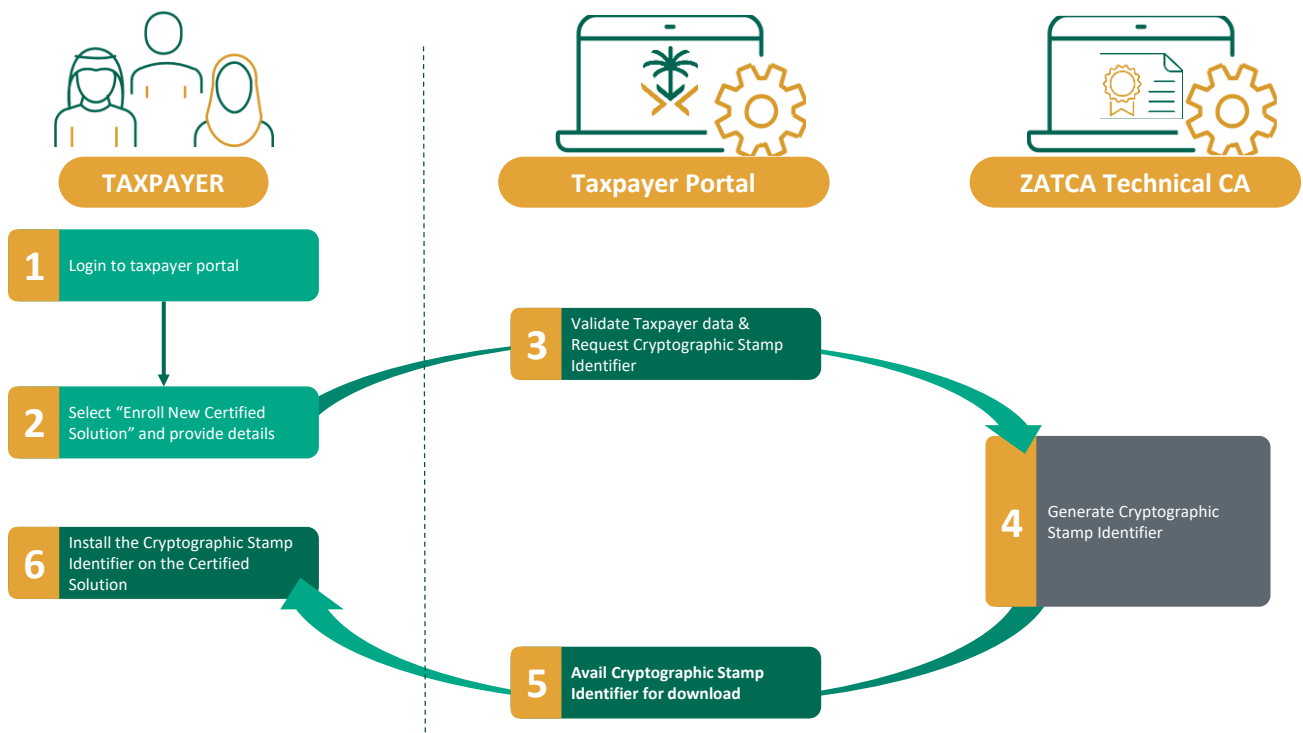 TAXPAYER
Taxpayer Portal
ZATCA Technical CA
1
Login to taxpayer portal
2
Select “Enroll New Certified
Solution” and provide details
3
Validate Taxpayer data &
Request Cryptographic Stamp
Identifier
4
Generate Cryptographic
Stamp Identifier
5
Avail Cryptographic Stamp
Identifier for download
6
Install the Cryptographic Stamp
Identifier on the Certified
Solution